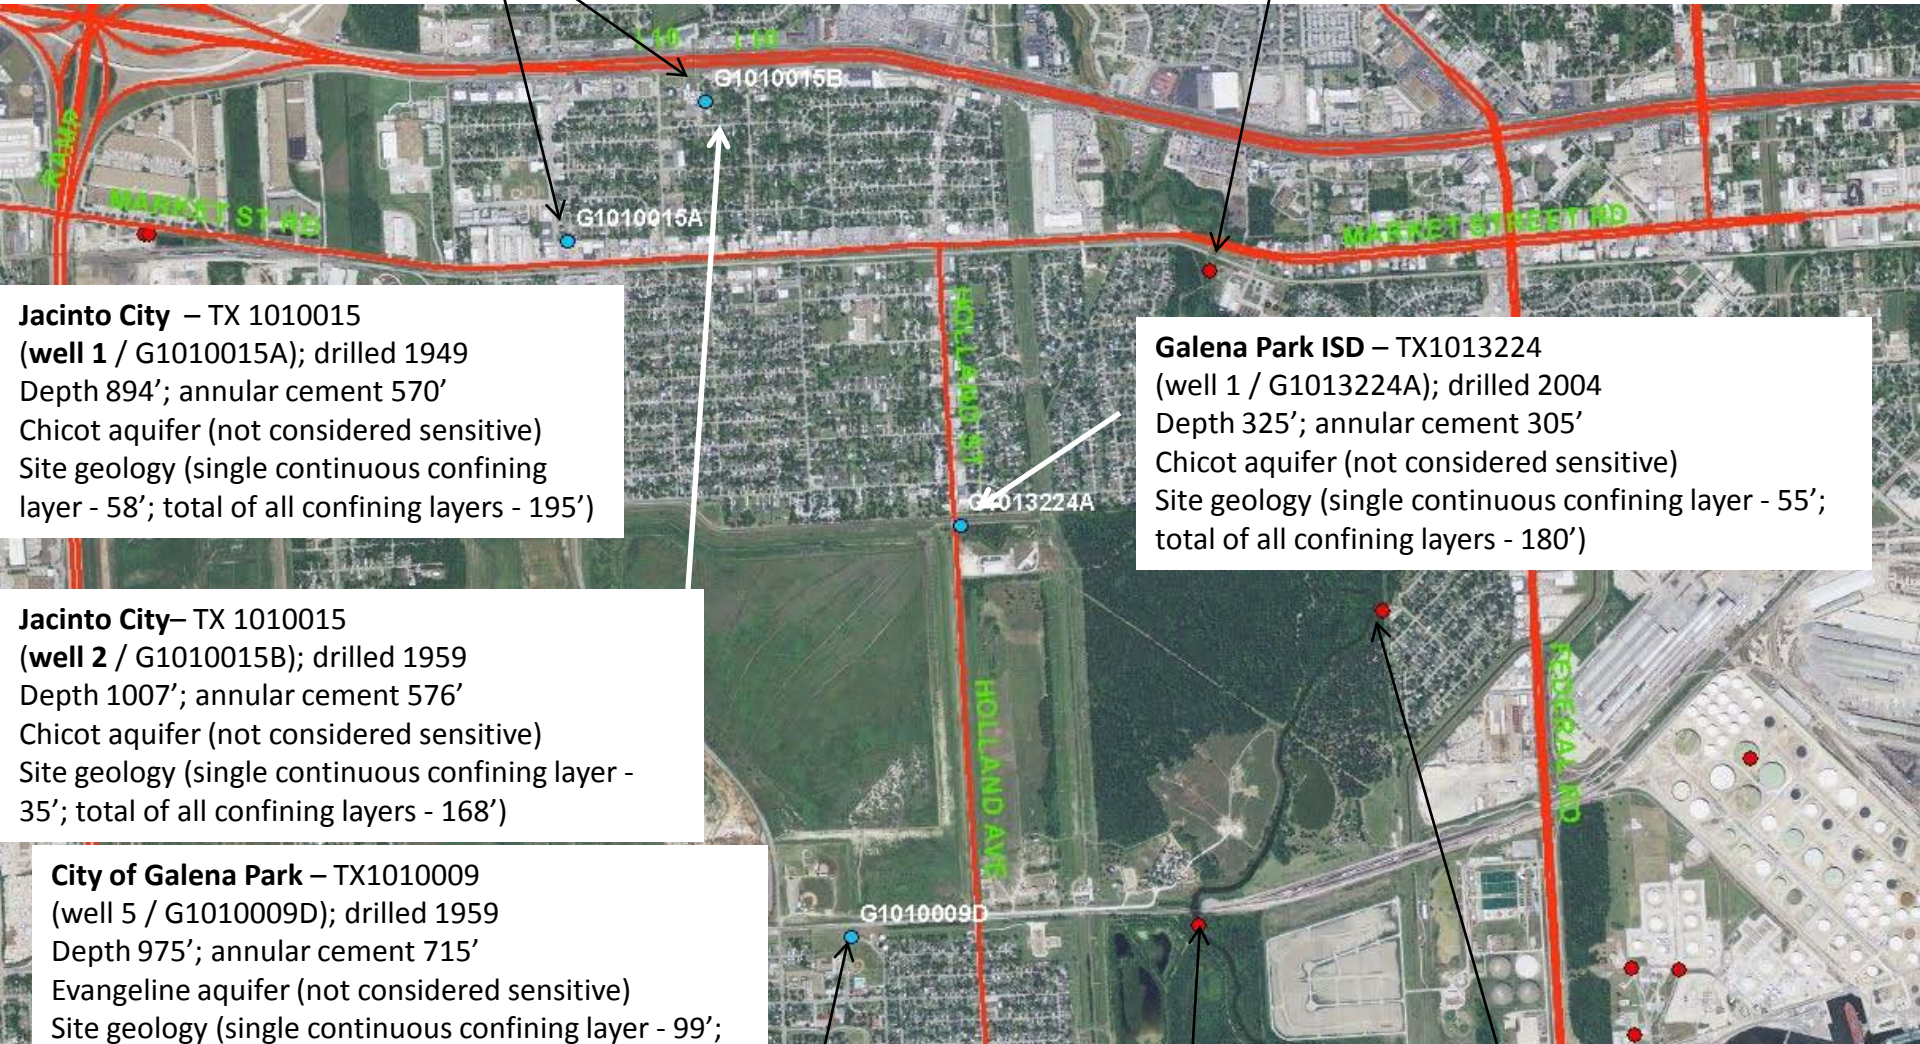 I 10 I 10
G1010015B
RAMP
MARKET ST RD
G1010015A
MARKET STREET RD
Jacinto City – TX 1010015
(well 1 / G1010015A); drilled 1949
Depth 894’; annular cement 570’
Chicot aquifer (not considered sensitive)
Site geology (single continuous confining
layer - 58’; total of all confining layers - 195’)
HOLLAND ST
Galena Park ISD – TX1013224
(well 1 / G1013224A); drilled 2004
Depth 325’; annular cement 305’
Chicot aquifer (not considered sensitive)
Site geology (single continuous confining layer - 55’;
total of all confining layers - 180’)
G1013224A
Jacinto City– TX 1010015
(well 2 / G1010015B); drilled 1959
Depth 1007’; annular cement 576’
Chicot aquifer (not considered sensitive)
Site geology (single continuous confining layer -
35’; total of all confining layers - 168’)
HOLLAND AVE
FEDERAL RD
City of Galena Park – TX1010009
(well 5 / G1010009D); drilled 1959
Depth 975’; annular cement 715’
Evangeline aquifer (not considered sensitive)
Site geology (single continuous confining layer - 99’;
G1010009D